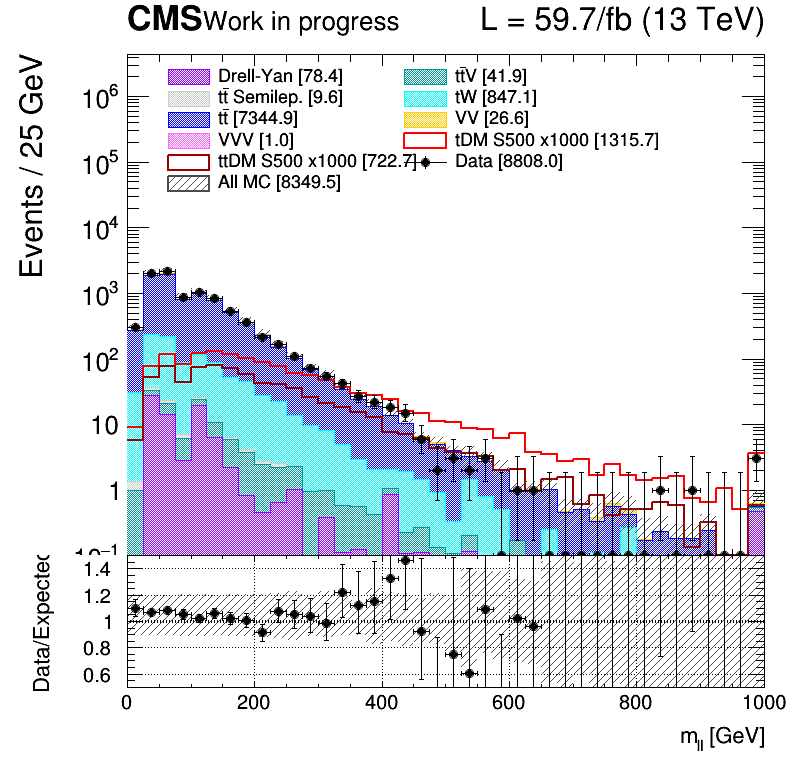 CMS Work in progress L = 59.7/fb (13 TeV)
Events / 25 GeV
Drell-Yan [78.4] tt̄V [41.9]
tt̄ Semilep. [9.6] tW [847.1]
tt̄ [7344.9] VV [26.6]
VVV [1.0] tDM S500 x1000 [1315.7]
ttDM S500 x1000 [722.7] Data [8808.0]
All MC [8349.5]
10⁶
10⁵
10⁴
10³
10²
10
1
10⁻¹
Data/Expected
1.4
1.2
1
0.8
0.6
0 200 400 600 800 1000
m_ll [GeV]